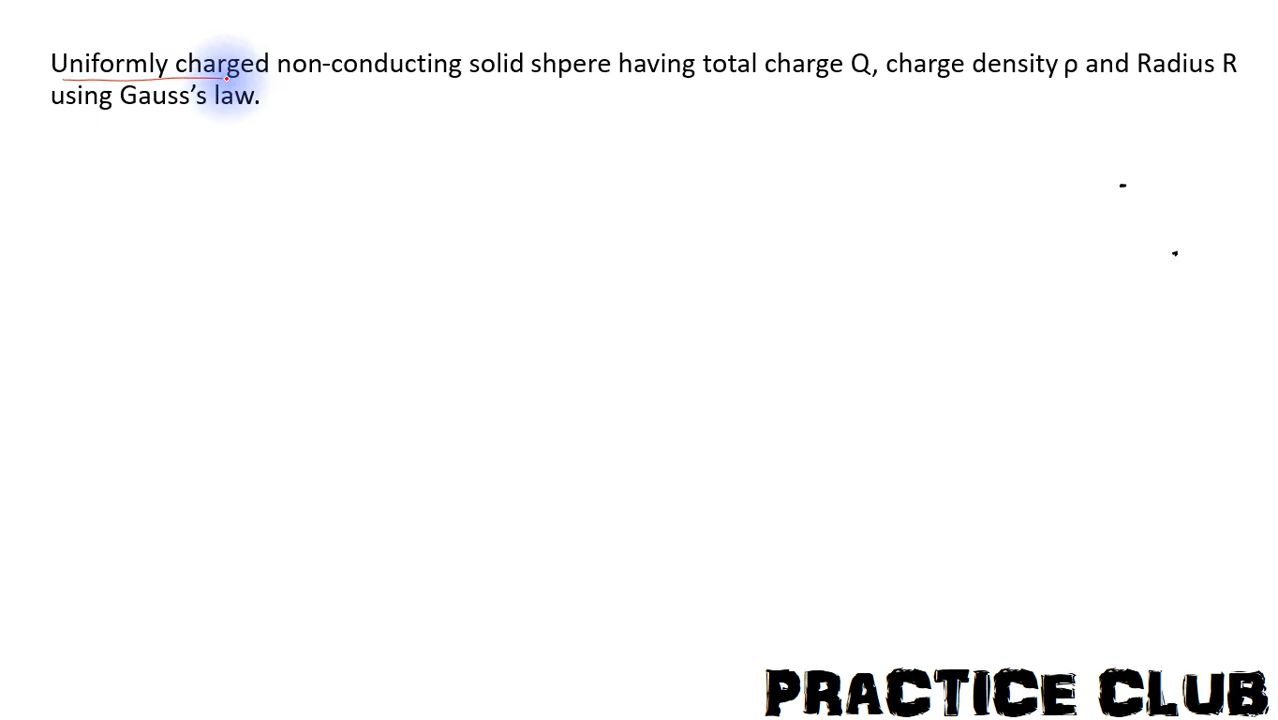 Uniformly charged non-conducting solid shpere having total charge Q, charge density ρ and Radius R
using Gauss’s law.
PRACTICE CLUB